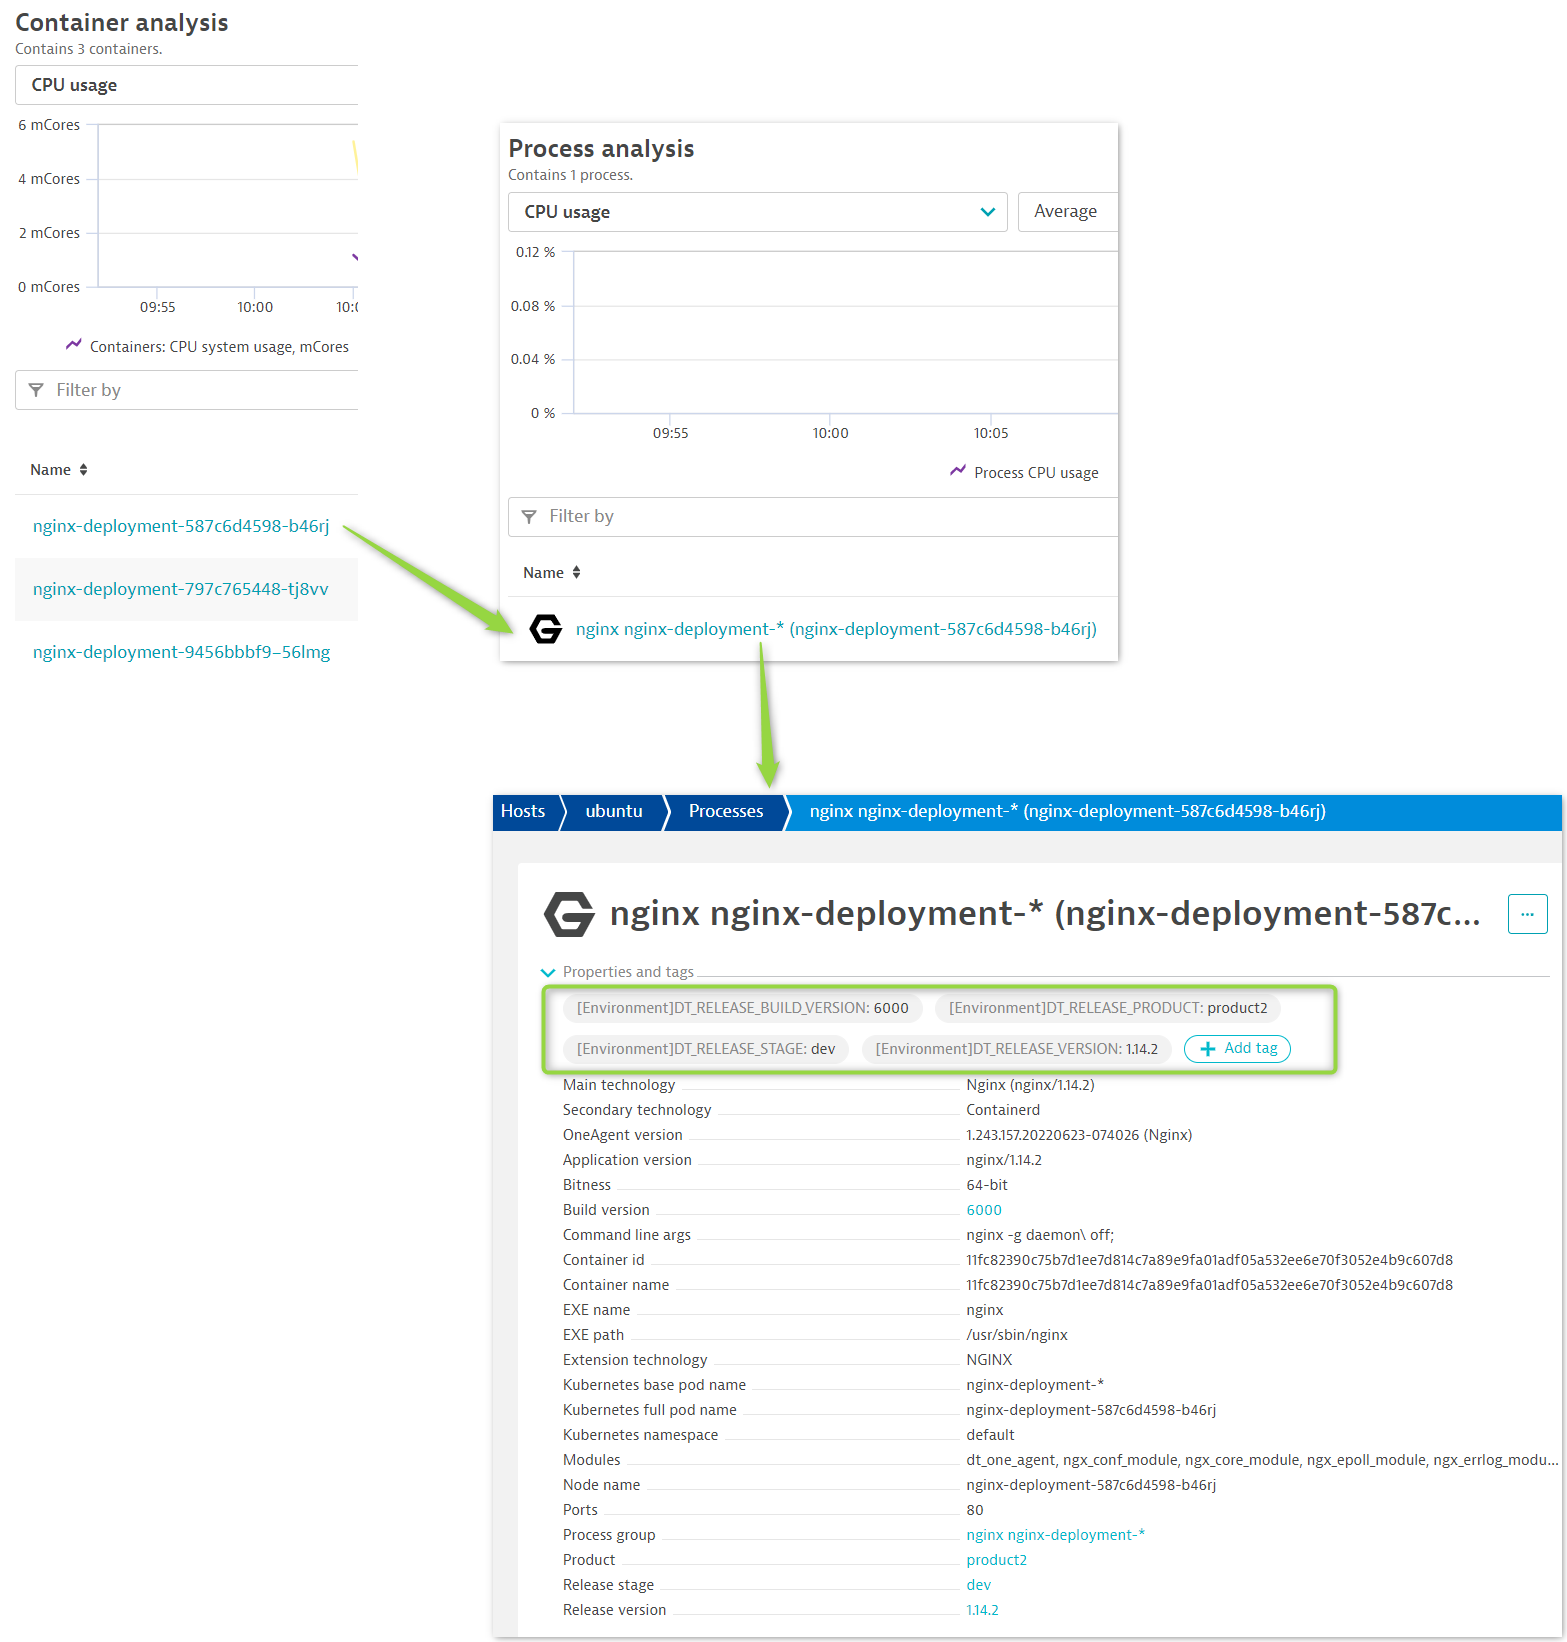 Container analysis
Contains 3 containers.
CPU usage
6 mCores
4 mCores
2 mCores
0 mCores
09:55 10:00
Containers: CPU system usage, mCores
Filter by
Name
nginx-deployment-587c6d4598-b46rj
nginx-deployment-797c765448-tj8vv
nginx-deployment-9456bbbf9–56lmg
Process analysis
Contains 1 process.
CPU usage Average
0.12 %
0.08 %
0.04 %
0 %
09:55 10:00 10:05
Process CPU usage
Filter by
Name
nginx nginx-deployment-* (nginx-deployment-587c6d4598-b46rj)
Hosts ubuntu Processes nginx nginx-deployment-* (nginx-deployment-587c6d4598-b46rj)
nginx nginx-deployment-* (nginx-deployment-587c... ...
Properties and tags
[Environment]DT_RELEASE_BUILD_VERSION: 6000 [Environment]DT_RELEASE_PRODUCT: product2
[Environment]DT_RELEASE_STAGE: dev [Environment]DT_RELEASE_VERSION: 1.14.2 + Add tag
Main technology Nginx (nginx/1.14.2)
Secondary technology Containerd
OneAgent version 1.243.157.20220623-074026 (Nginx)
Application version nginx/1.14.2
Bitness 64-bit
Build version 6000
Command line args nginx -g daemon\ off;
Container id 11fc82390c75b7d1ee7d814c7a89e9fa01adf05a532ee6e70f3052e4b9c607d8
Container name 11fc82390c75b7d1ee7d814c7a89e9fa01adf05a532ee6e70f3052e4b9c607d8
EXE name nginx
EXE path /usr/sbin/nginx
Extension technology NGINX
Kubernetes base pod name nginx-deployment-*
Kubernetes full pod name nginx-deployment-587c6d4598-b46rj
Kubernetes namespace default
Modules dt_one_agent, ngx_conf_module, ngx_core_module, ngx_epoll_module, ngx_errlog_modu...
Node name nginx-deployment-587c6d4598-b46rj
Ports 80
Process group nginx nginx-deployment-*
Product product2
Release stage dev
Release version 1.14.2